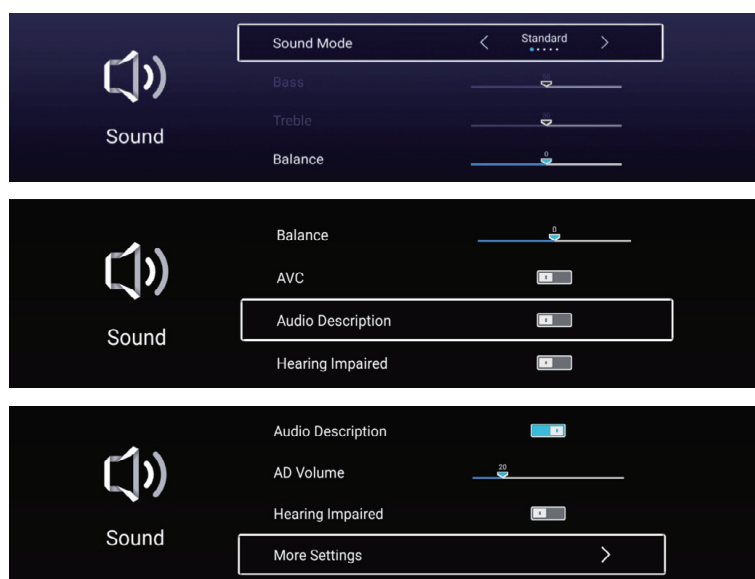 Sound Mode
Standard
Bass
Treble
Balance
0
Sound
Balance
0
AVC
Audio Description
Hearing Impaired
Sound
Audio Description
AD Volume
20
Hearing Impaired
More Settings
Sound